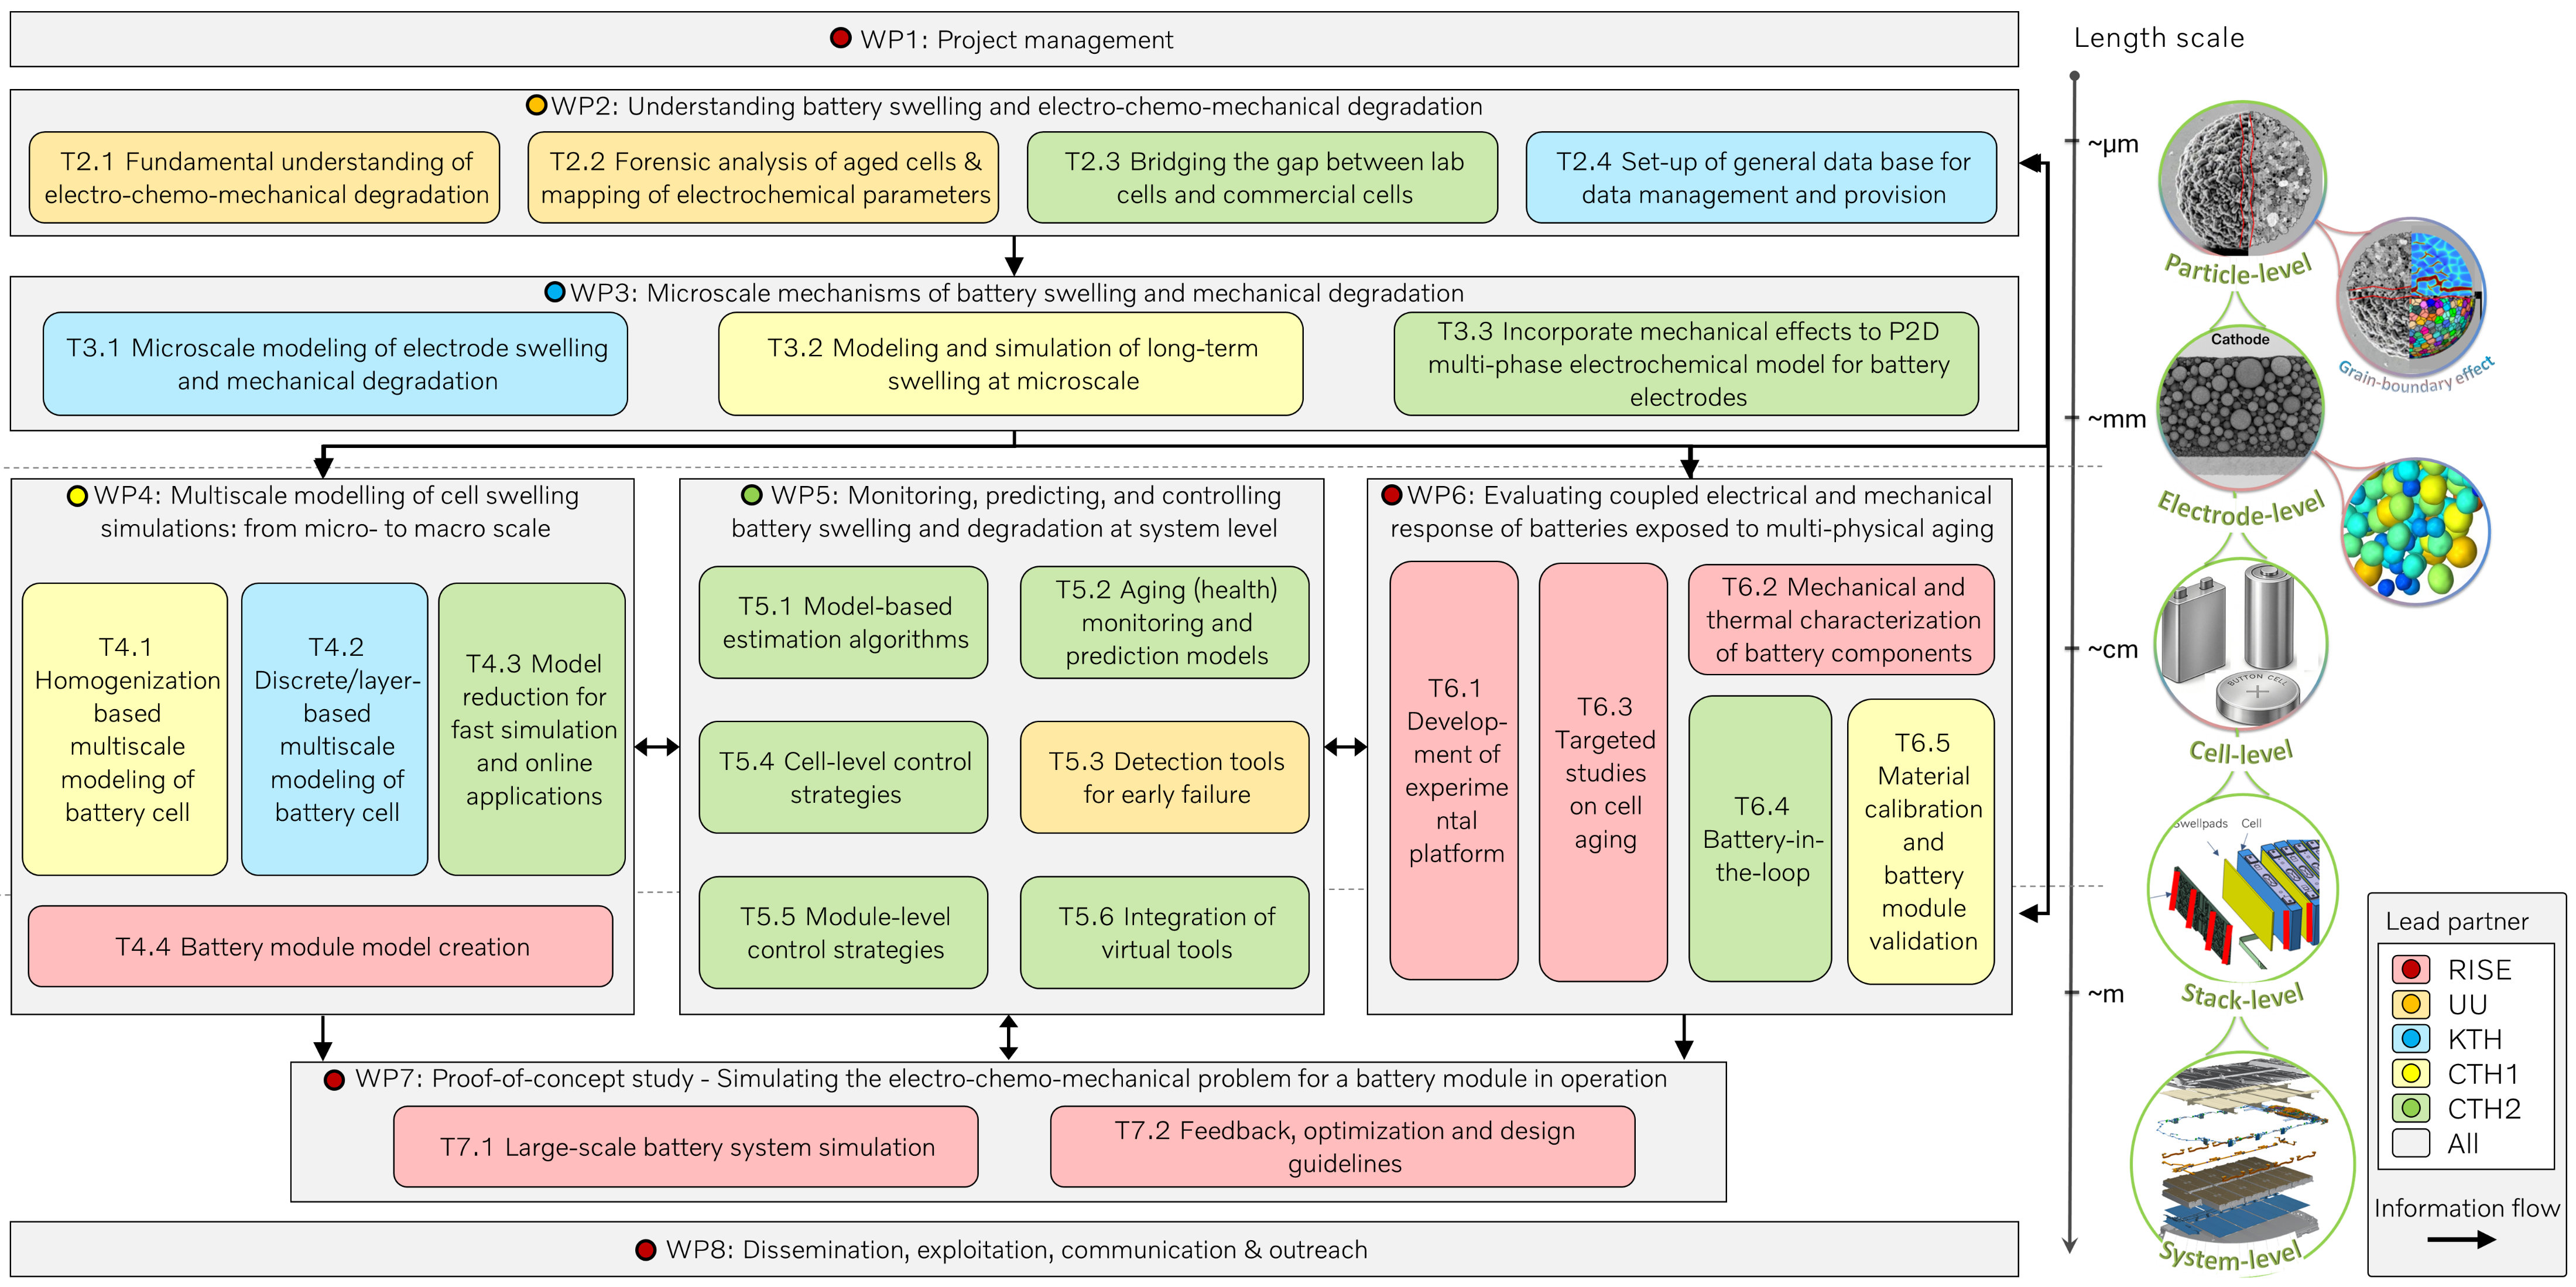 WP1: Project management
WP2: Understanding battery swelling and electro-chemo-mechanical degradation
T2.1 Fundamental understanding of
electro-chemo-mechanical degradation
T2.2 Forensic analysis of aged cells &
mapping of electrochemical parameters
T2.3 Bridging the gap between lab
cells and commercial cells
T2.4 Set-up of general data base for
data management and provision
WP3: Microscale mechanisms of battery swelling and mechanical degradation
T3.1 Microscale modeling of electrode swelling
and mechanical degradation
T3.2 Modeling and simulation of long-term
swelling at microscale
T3.3 Incorporate mechanical effects to P2D
multi-phase electrochemical model for battery
electrodes
WP4: Multiscale modelling of cell swelling
simulations: from micro- to macro scale
T4.1
Homogenization
based
multiscale
modeling of
battery cell
T4.2
Discrete/layer-
based
multiscale
modeling of
battery cell
T4.3 Model
reduction for
fast simulation
and online
applications
T4.4 Battery module model creation
WP5: Monitoring, predicting, and controlling
battery swelling and degradation at system level
T5.1 Model-based
estimation algorithms
T5.2 Aging (health)
monitoring and
prediction models
T5.4 Cell-level control
strategies
T5.3 Detection tools
for early failure
T5.5 Module-level
control strategies
T5.6 Integration of
virtual tools
WP6: Evaluating coupled electrical and mechanical
response of batteries exposed to multi-physical aging
T6.1
Develop-
ment of
experime
ntal
platform
T6.3
Targeted
studies
on cell
aging
T6.2 Mechanical and
thermal characterization
of battery components
T6.4
Battery-in-
the-loop
T6.5
Material
calibration
and
battery
module
validation
WP7: Proof-of-concept study - Simulating the electro-chemo-mechanical problem for a battery module in operation
T7.1 Large-scale battery system simulation
T7.2 Feedback, optimization and design
guidelines
WP8: Dissemination, exploitation, communication & outreach
Length scale
~µm
~mm
~cm
~m
Particle-level
Grain-boundary effect
Cathode
Electrode-level
BUTTON CELL
Cell-level
Swellpads
Cell
Stack-level
System-level
Lead partner
RISE
UU
KTH
CTH1
CTH2
All
Information flow